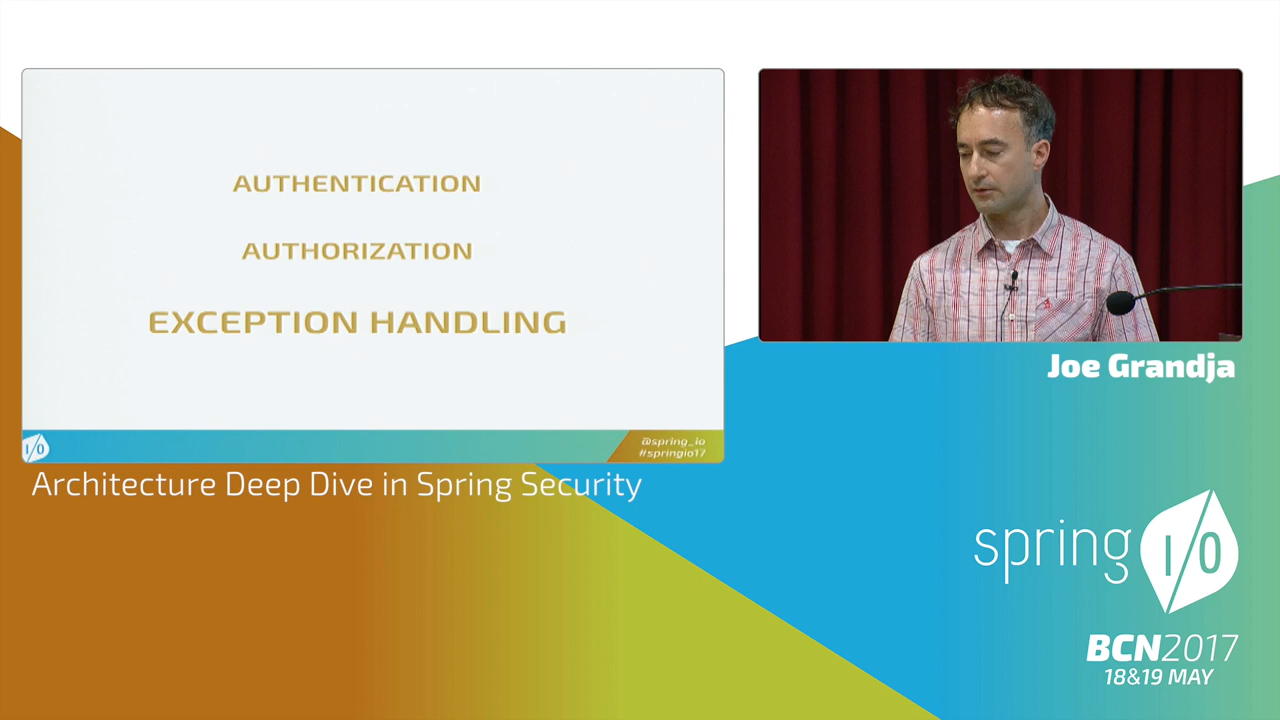 AUTHENTICATION
AUTHORIZATION
EXCEPTION HANDLING
I/O
@spring_io
#springio17
Architecture Deep Dive in Spring Security
Joe Grandja
spring I/O
BCN2017
18&19 MAY